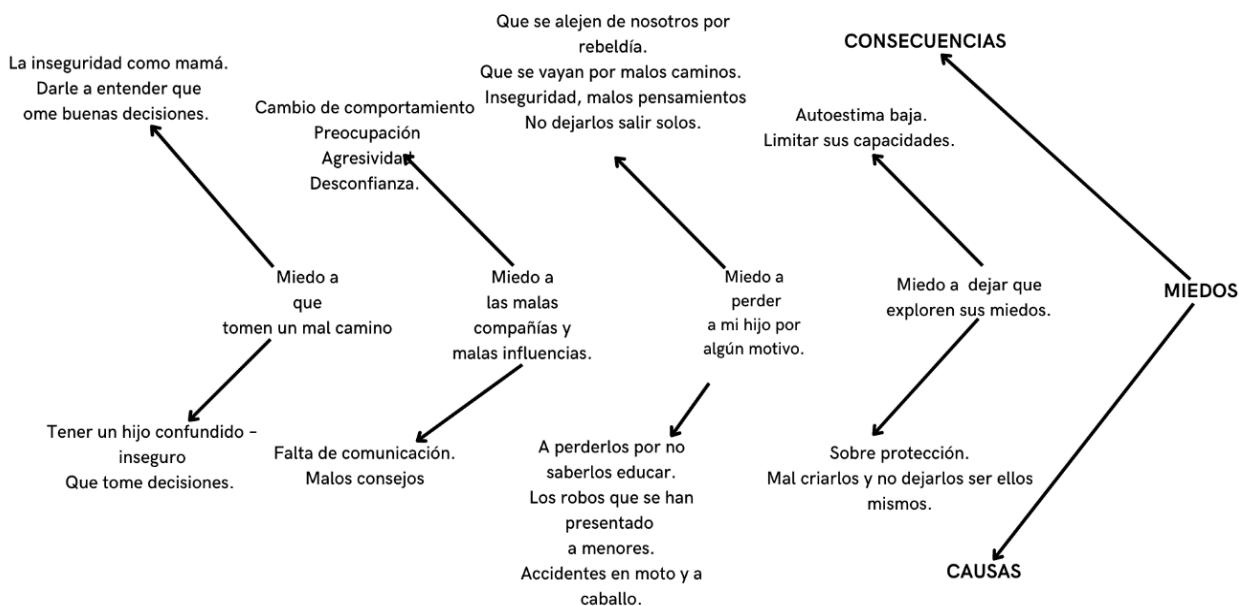 La inseguridad como mamá.
Darle a entender que
ome buenas decisiones.
Cambio de comportamiento
Preocupación
Agresividad
Desconfianza.
Que se alejen de nosotros por
rebeldía.
Que se vayan por malos caminos.
Inseguridad, malos pensamientos
No dejarlos salir solos.
Autoestima baja.
Limitar sus capacidades.
CONSECUENCIAS
Miedo a
que
tomen un mal camino
Miedo a
las malas
compañías y
malas influencias.
Miedo a
perder
a mi hijo por
algún motivo.
Miedo a dejar que
exploren sus miedos.
MIEDOS
Tener un hijo confundido –
inseguro
Que tome decisiones.
Falta de comunicación.
Malos consejos
A perderlos por no
saberlos educar.
Los robos que se han
presentado
a menores.
Accidentes en moto y a
caballo.
Sobre protección.
Mal criarlos y no dejarlos ser ellos
mismos.
CAUSAS